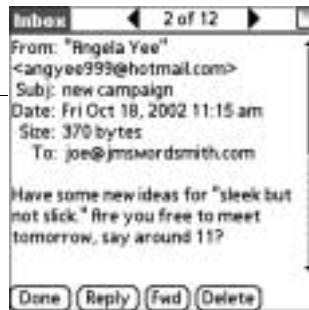 Inbox 2 of 12
From: "Angela Yee"
<angyee999@hotmail.com>
Subj: new campaign
Date: Fri Oct 18, 2002 11:15 am
Size: 370 bytes
To: joe@jmswordsmith.com
Have some new ideas for "sleek but
not slick." Are you free to meet
tomorrow, say around 11?
Done Reply Fwd Delete